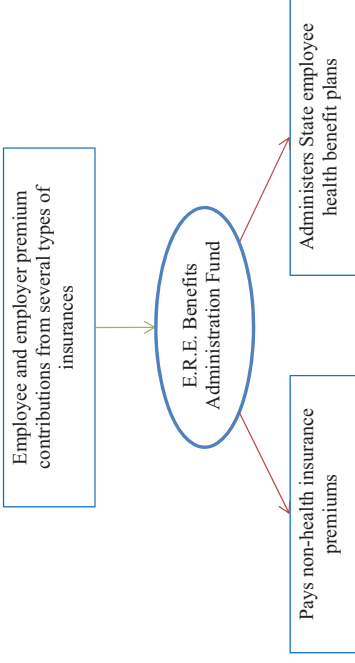 Employee and employer premium
contributions from several types of
insurances
E.R.E. Benefits
Administration Fund
Pays non-health insurance
premiums
Administers State employee
health benefit plans